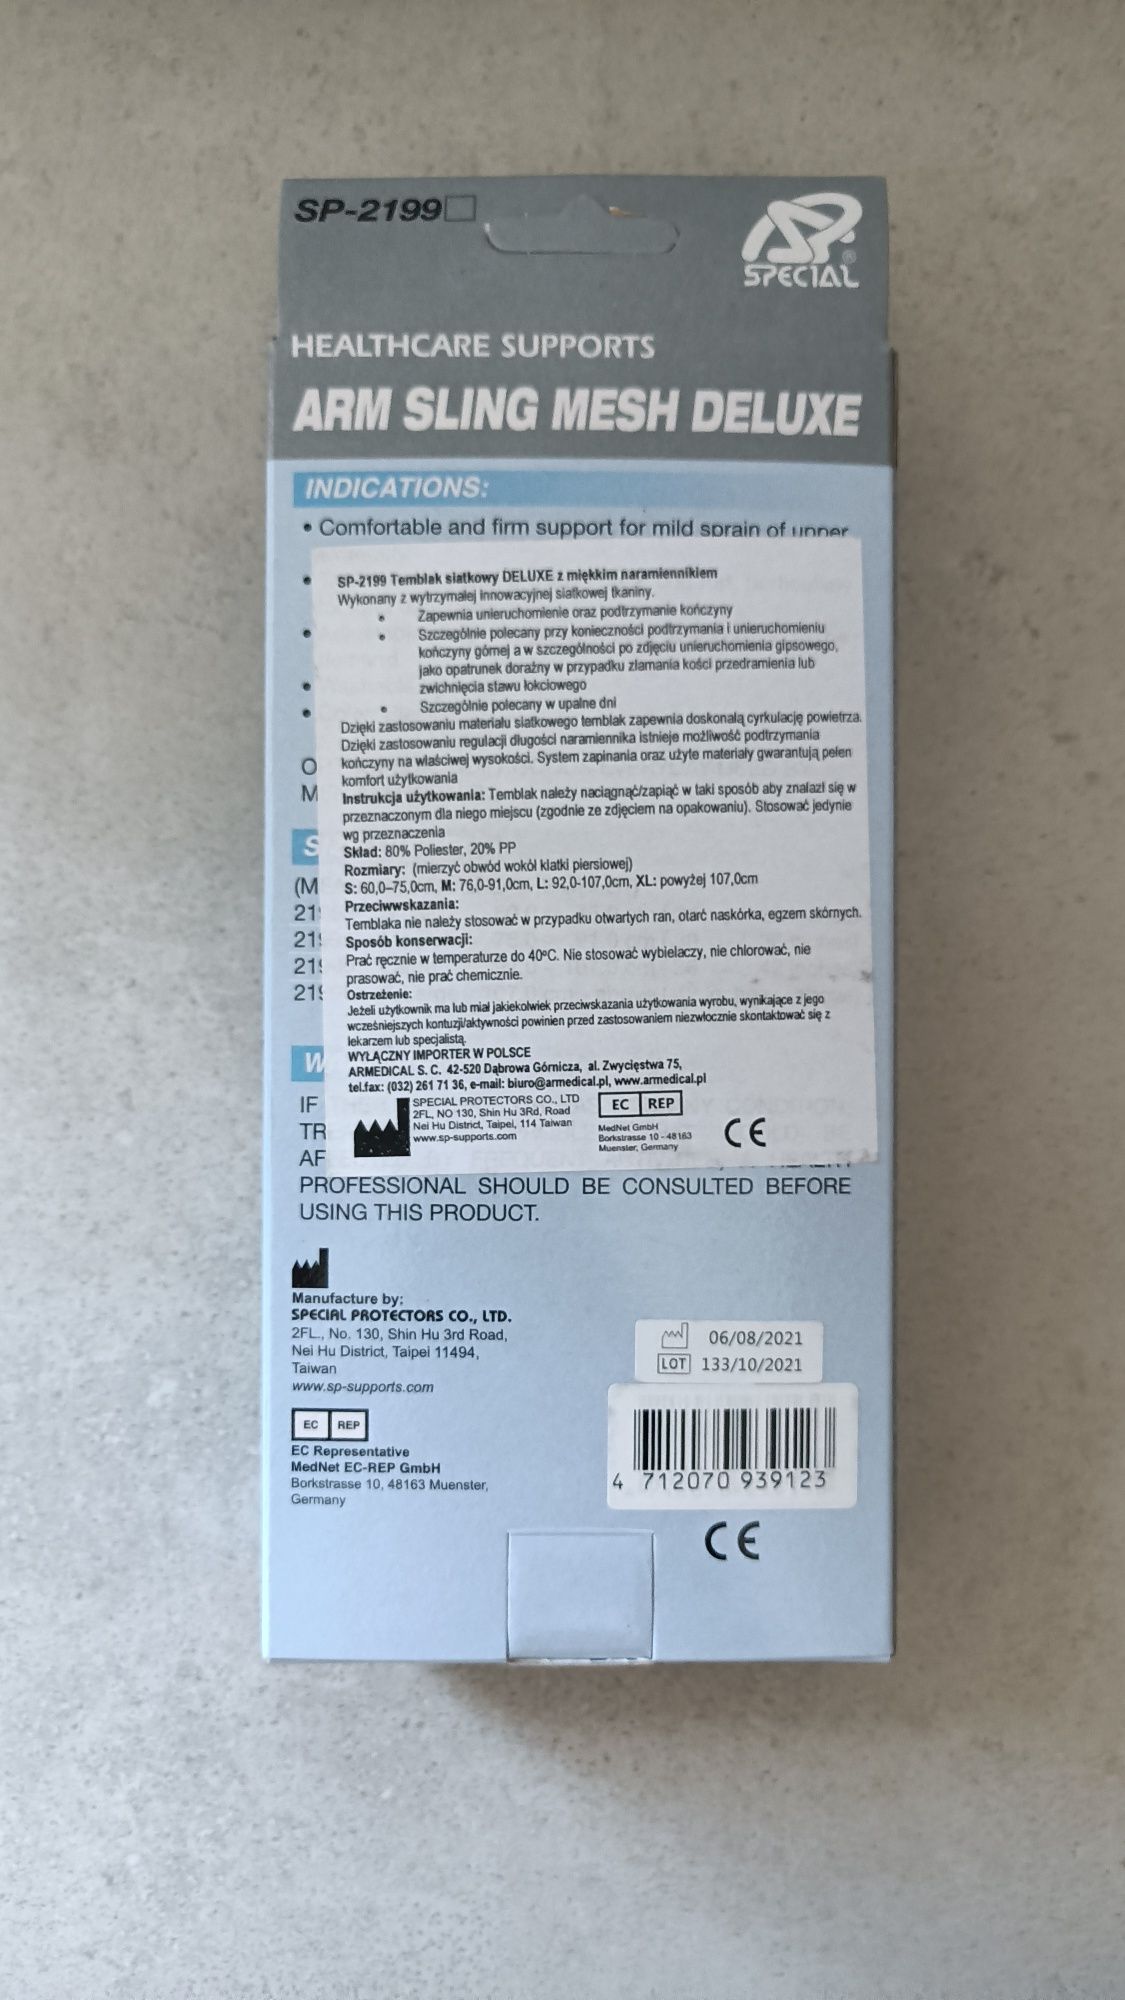 SP-2199
SPECIAL
HEALTHCARE SUPPORTS
ARM SLING MESH DELUXE
INDICATIONS:
• Comfortable and firm support for mild sprain of upper
SP-2199 Temblak siatkowy DELUXE z miękkim naramiennikiem
Wykonany z wytrzymałej innowacyjnej siatkowej tkaniny.
• Zapewnia unieruchomienie oraz podtrzymanie kończyny
• Szczególnie polecany przy konieczności podtrzymania i unieruchomieniu
kończyny górnej a w szczególności po zdjęciu unieruchomienia gipsowego,
jako opatrunek doraźny w przypadku złamania kości przedramienia lub
zwichnięcia stawu łokciowego
• Szczególnie polecany w upalne dni
Dzięki zastosowaniu materiału siatkowego temblak zapewnia doskonałą cyrkulację powietrza.
Dzięki zastosowaniu regulacji długości naramiennika istnieje możliwość podtrzymania
kończyny na właściwej wysokości. System zapinania oraz użyte materiały gwarantują pełen
komfort użytkowania
Instrukcja użytkowania: Temblak należy naciągnąć/zapiąć w taki sposób aby znalazł się w
przeznaczonym dla niego miejscu (zgodnie ze zdjęciem na opakowaniu). Stosować jedynie
wg przeznaczenia
Skład: 80% Poliester, 20% PP
Rozmiary: (mierzyć obwód wokół klatki piersiowej)
S: 60,0–75,0cm, M: 76,0-91,0cm, L: 92,0-107,0cm, XL: powyżej 107,0cm
Przeciwwskazania:
Temblaka nie należy stosować w przypadku otwartych ran, otarć naskórka, egzem skórnych.
Sposób konserwacji:
Prać ręcznie w temperaturze do 40ºC. Nie stosować wybielaczy, nie chlorować, nie
prasować, nie prać chemicznie.
Ostrzeżenie:
Jeżeli użytkownik ma lub miał jakiekolwiek przeciwskazania użytkowania wyrobu, wynikające z jego
wcześniejszych kontuzji/aktywności powinien przed zastosowaniem niezwłocznie skontaktować się z
lekarzem lub specjalistą.
WYŁĄCZNY IMPORTER W POLSCE
ARMEDICAL S. C. 42-520 Dąbrowa Górnicza, al. Zwycięstwa 75,
tel.fax: (032) 261 71 36, e-mail: biuro@armedical.pl, www.armedical.pl
SPECIAL PROTECTORS CO., LTD
2FL, NO 130, Shin Hu 3Rd, Road
Nei Hu District, Taipei, 114 Taiwan
www.sp-supports.com
EC REP
MedNet GmbH
Borkstrasse 10 - 48163
Muenster, Germany
CE
O
M
S
(M
21
21
21
219
W
IF
TR
AF
PROFESSIONAL SHOULD BE CONSULTED BEFORE
USING THIS PRODUCT.
Manufacture by:
SPECIAL PROTECTORS CO., LTD.
2FL., No. 130, Shin Hu 3rd Road,
Nei Hu District, Taipei 11494,
Taiwan
www.sp-supports.com
EC REP
EC Representative
MedNet EC-REP GmbH
Borkstrasse 10, 48163 Muenster,
Germany
06/08/2021
LOT 133/10/2021
4 712070 939123
CE